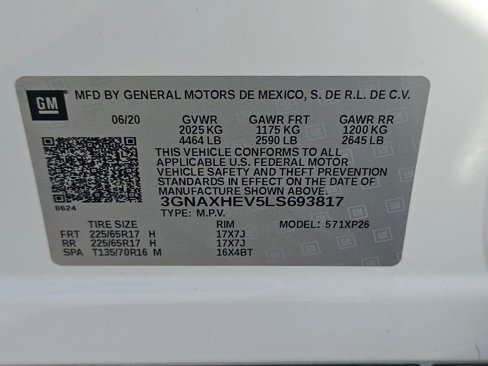 GM
MFD BY GENERAL MOTORS DE MEXICO, S. DE R.L. DE C.V.
06/20 GVWR GAWR FRT GAWR RR
2025 KG 1175 KG 1200 KG
4464 LB 2590 LB 2645 LB
THIS VEHICLE CONFORMS TO ALL
APPLICABLE U.S. FEDERAL MOTOR
VEHICLE SAFETY AND THEFT PREVENTION
STANDARDS IN EFFECT ON THE DATE OF
MANUFACTURE SHOWN ABOVE.
8624
3GNAXHEV5LS693817
TYPE: M.P.V. MODEL: 571XP26
TIRE SIZE RIM
FRT 225/65R17 H 17X7J
RR 225/65R17 H 17X7J
SPA T135/70R16 M 16X4BT